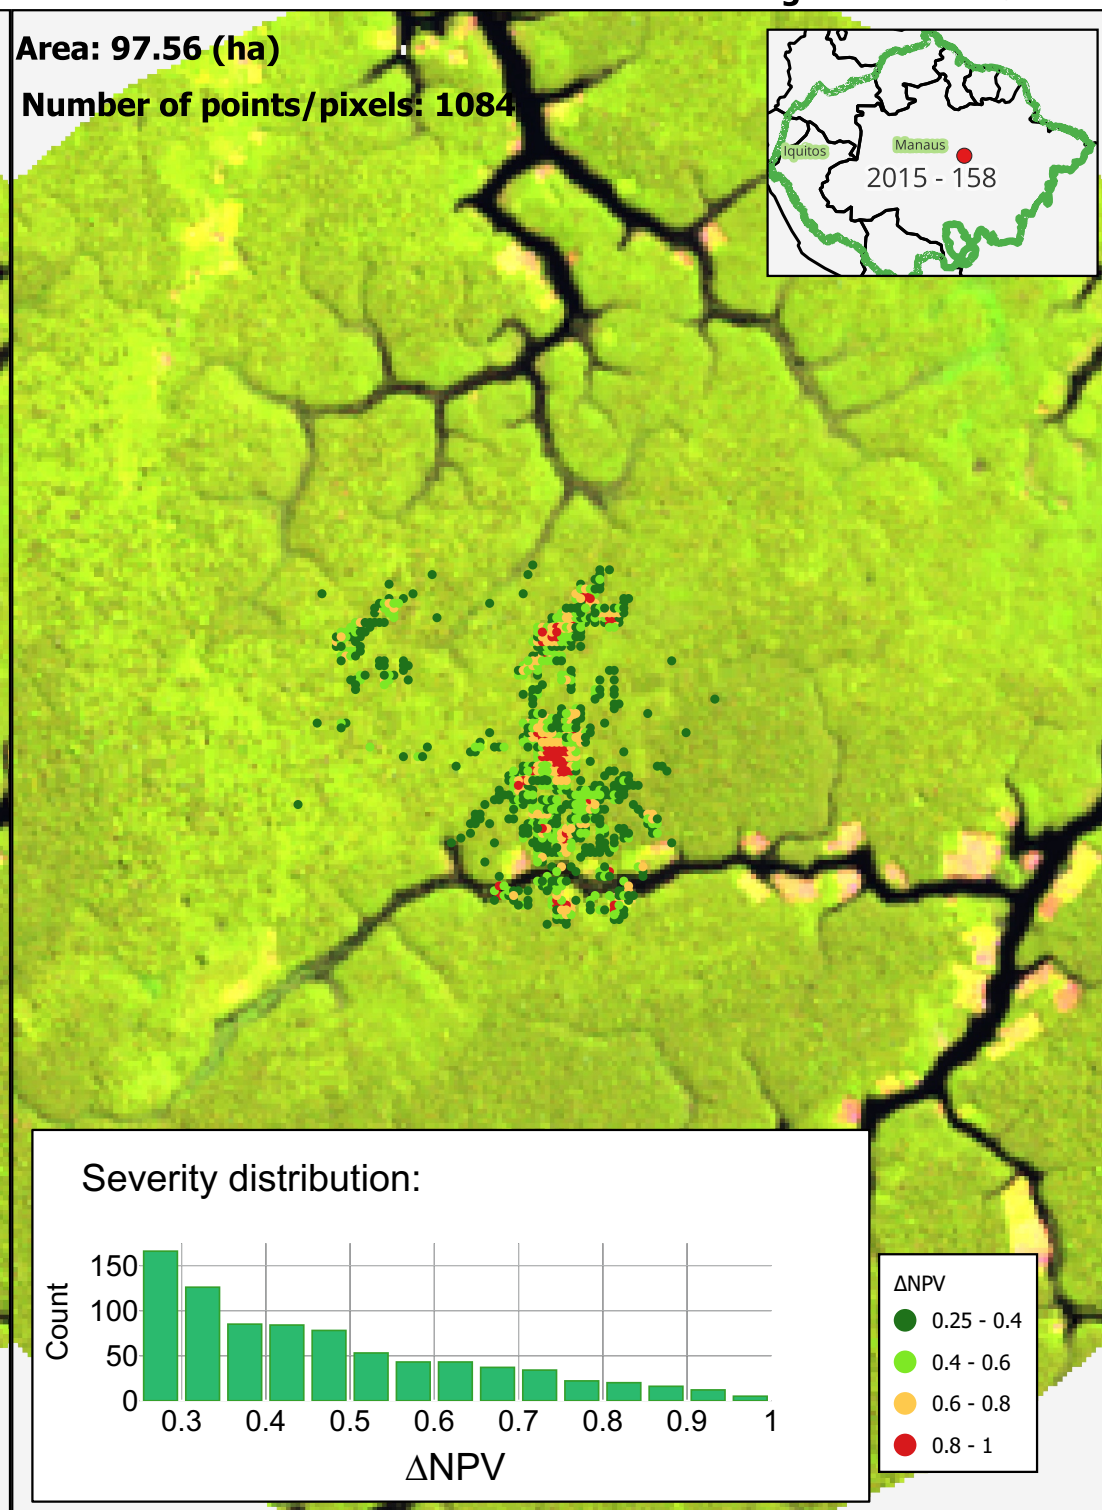 Area: 97.56 (ha)
Number of points/pixels: 1084
Iquitos
Manaus
2015 - 158
Severity distribution:
Count
150
100
50
0
0.3 0.4 0.5 0.6 0.7 0.8 0.9 1
ΔNPV
ΔNPV
0.25 - 0.4
0.4 - 0.6
0.6 - 0.8
0.8 - 1